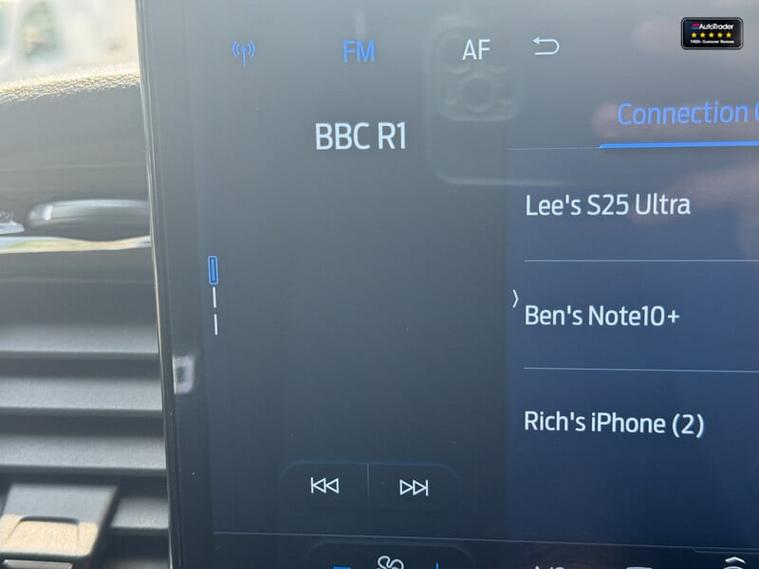 AutoTrader
FM
AF
Connection
BBC R1
Lee's S25 Ultra
Ben's Note10+
Rich's iPhone (2)